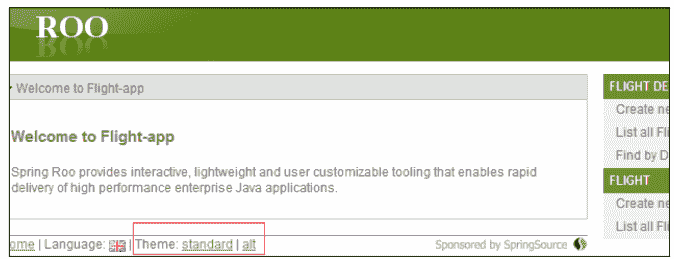 ROO
Welcome to Flight-app
Welcome to Flight-app
Spring Roo provides interactive, lightweight and user customizable tooling that enables rapid
delivery of high performance enterprise Java applications.
ome | Language: | Theme: standard | alt
Sponsored by SpringSource
FLIGHT DE
Create ne
List all Fli
Find by D
FLIGHT
Create ne
List all Fli